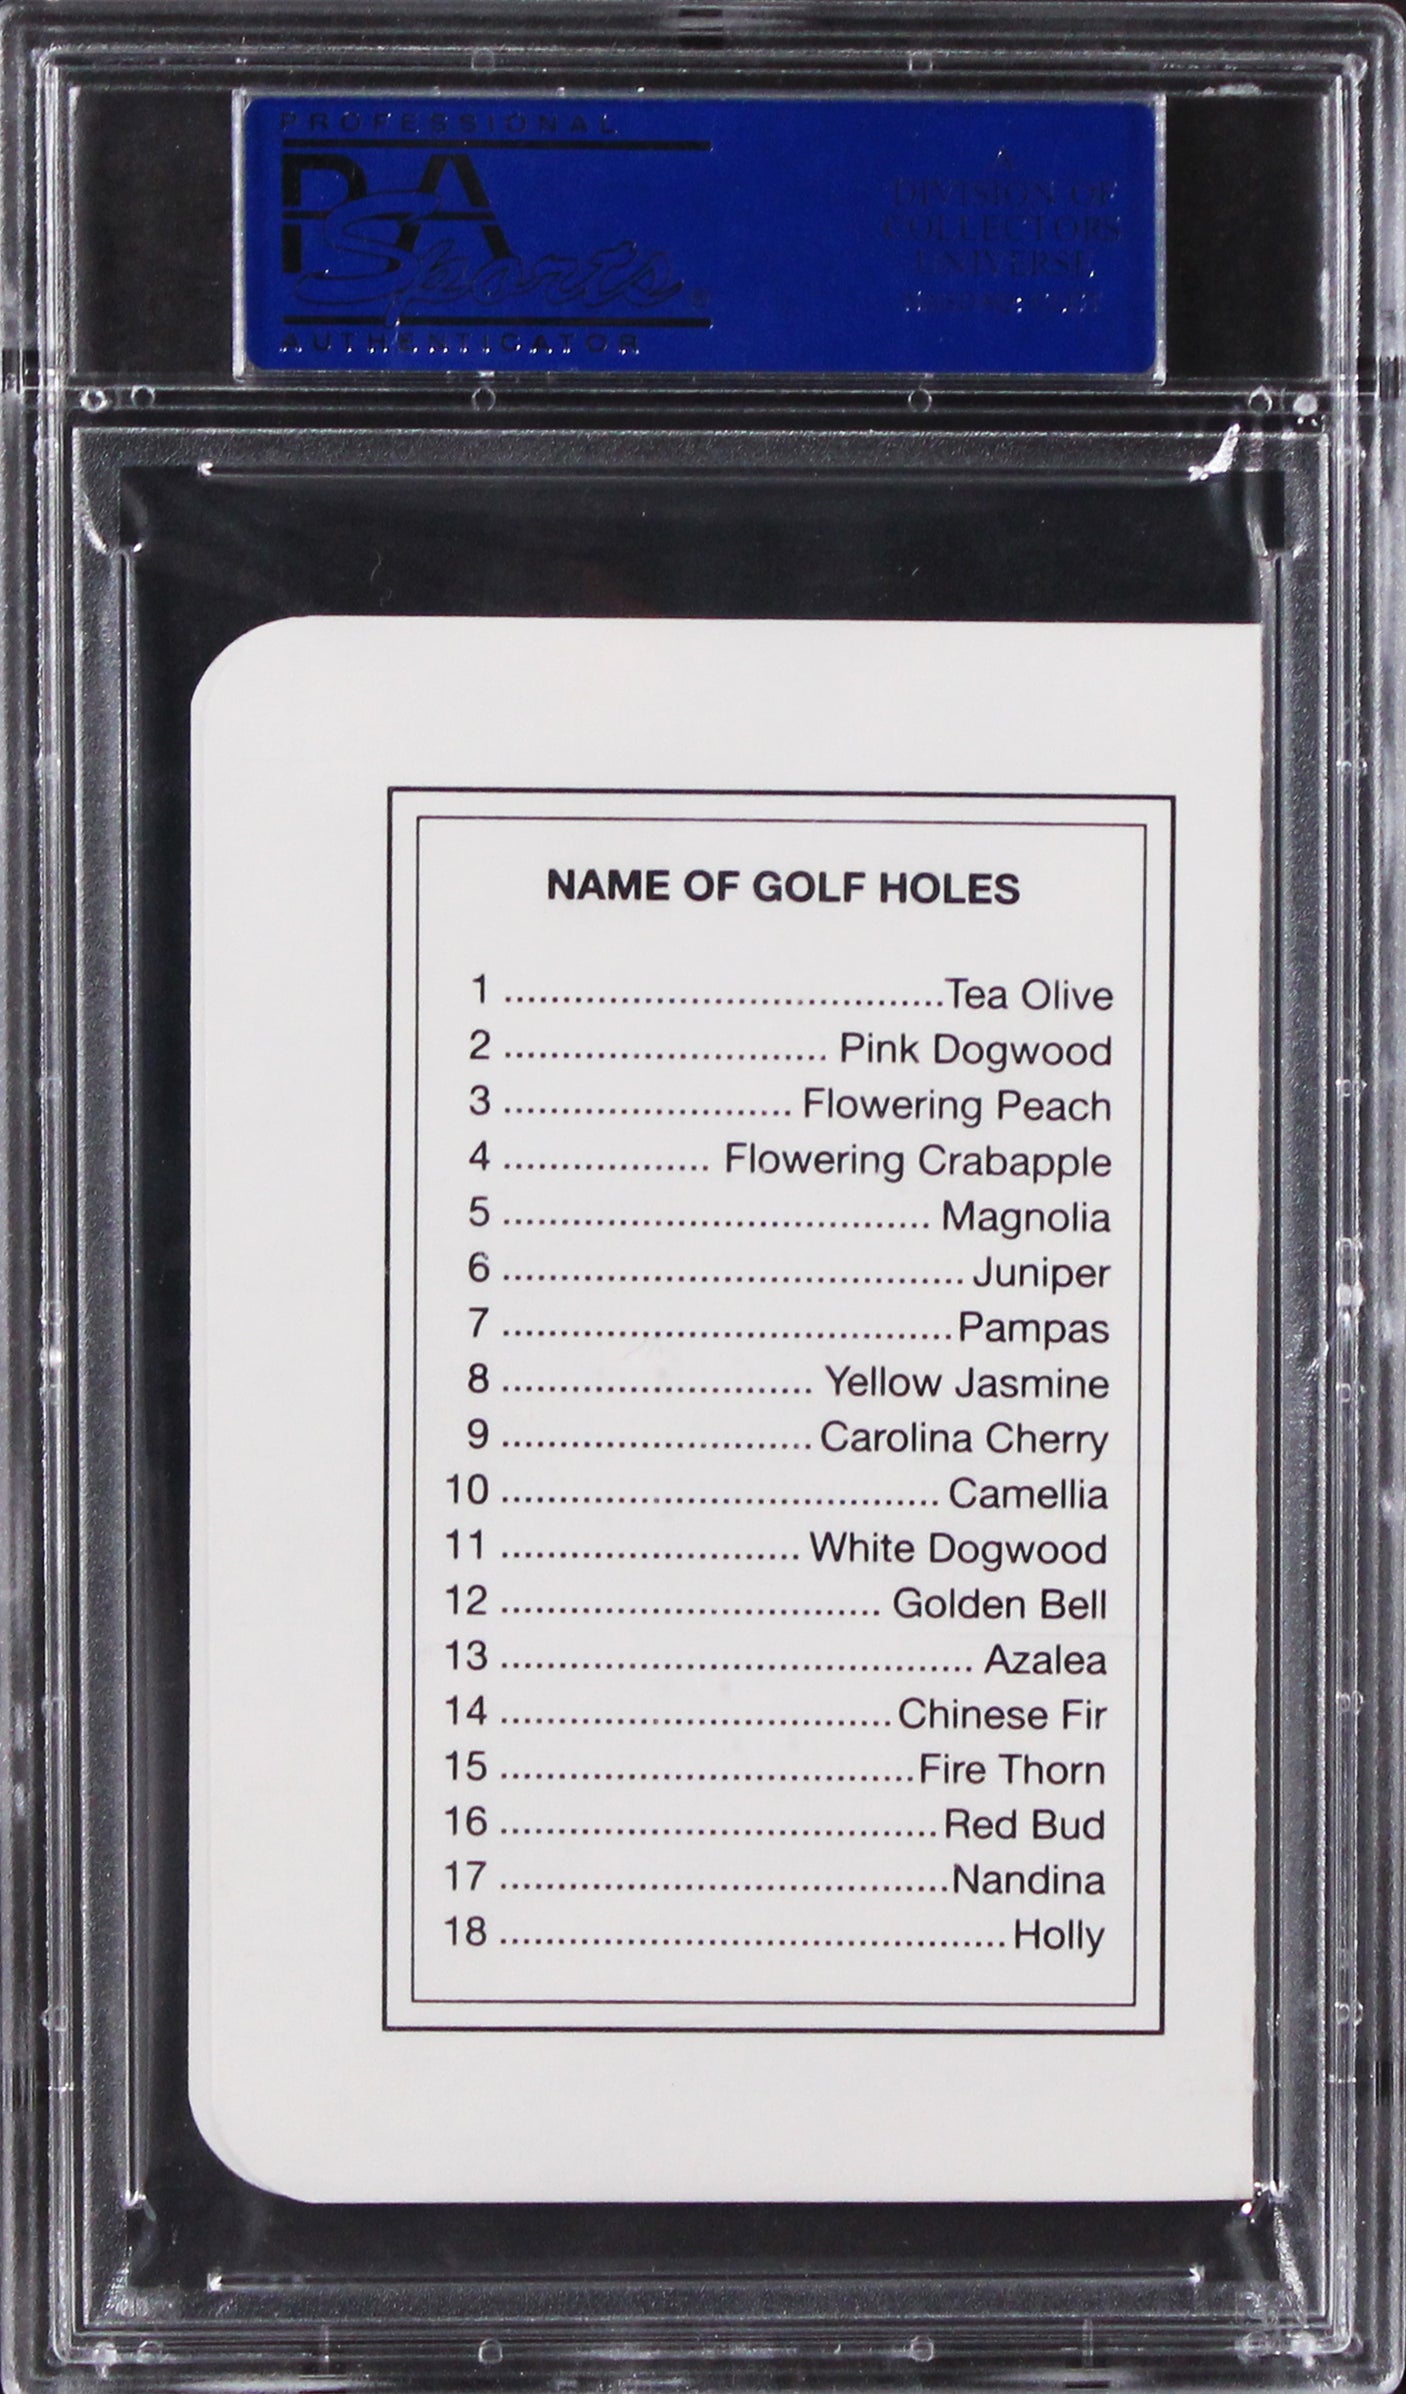 PROFESSIONAL
PSA
Sports
AUTHENTICATOR
A
DIVISION OF
COLLECTORS
UNIVERSE
NAME OF GOLF HOLES
1 ......................................Tea Olive
2 ............................ Pink Dogwood
3 ......................... Flowering Peach
4 .................. Flowering Crabapple
5 ..................................... Magnolia
6 ........................................ Juniper
7 .......................................Pampas
8 ........................... Yellow Jasmine
9 ...........................Carolina Cherry
10 ...................................... Camellia
11 .......................... White Dogwood
12 ................................. Golden Bell
13 ......................................... Azalea
14 ..................................Chinese Fir
15 ....................................Fire Thorn
16 ......................................Red Bud
17 .......................................Nandina
18 ............................................Holly